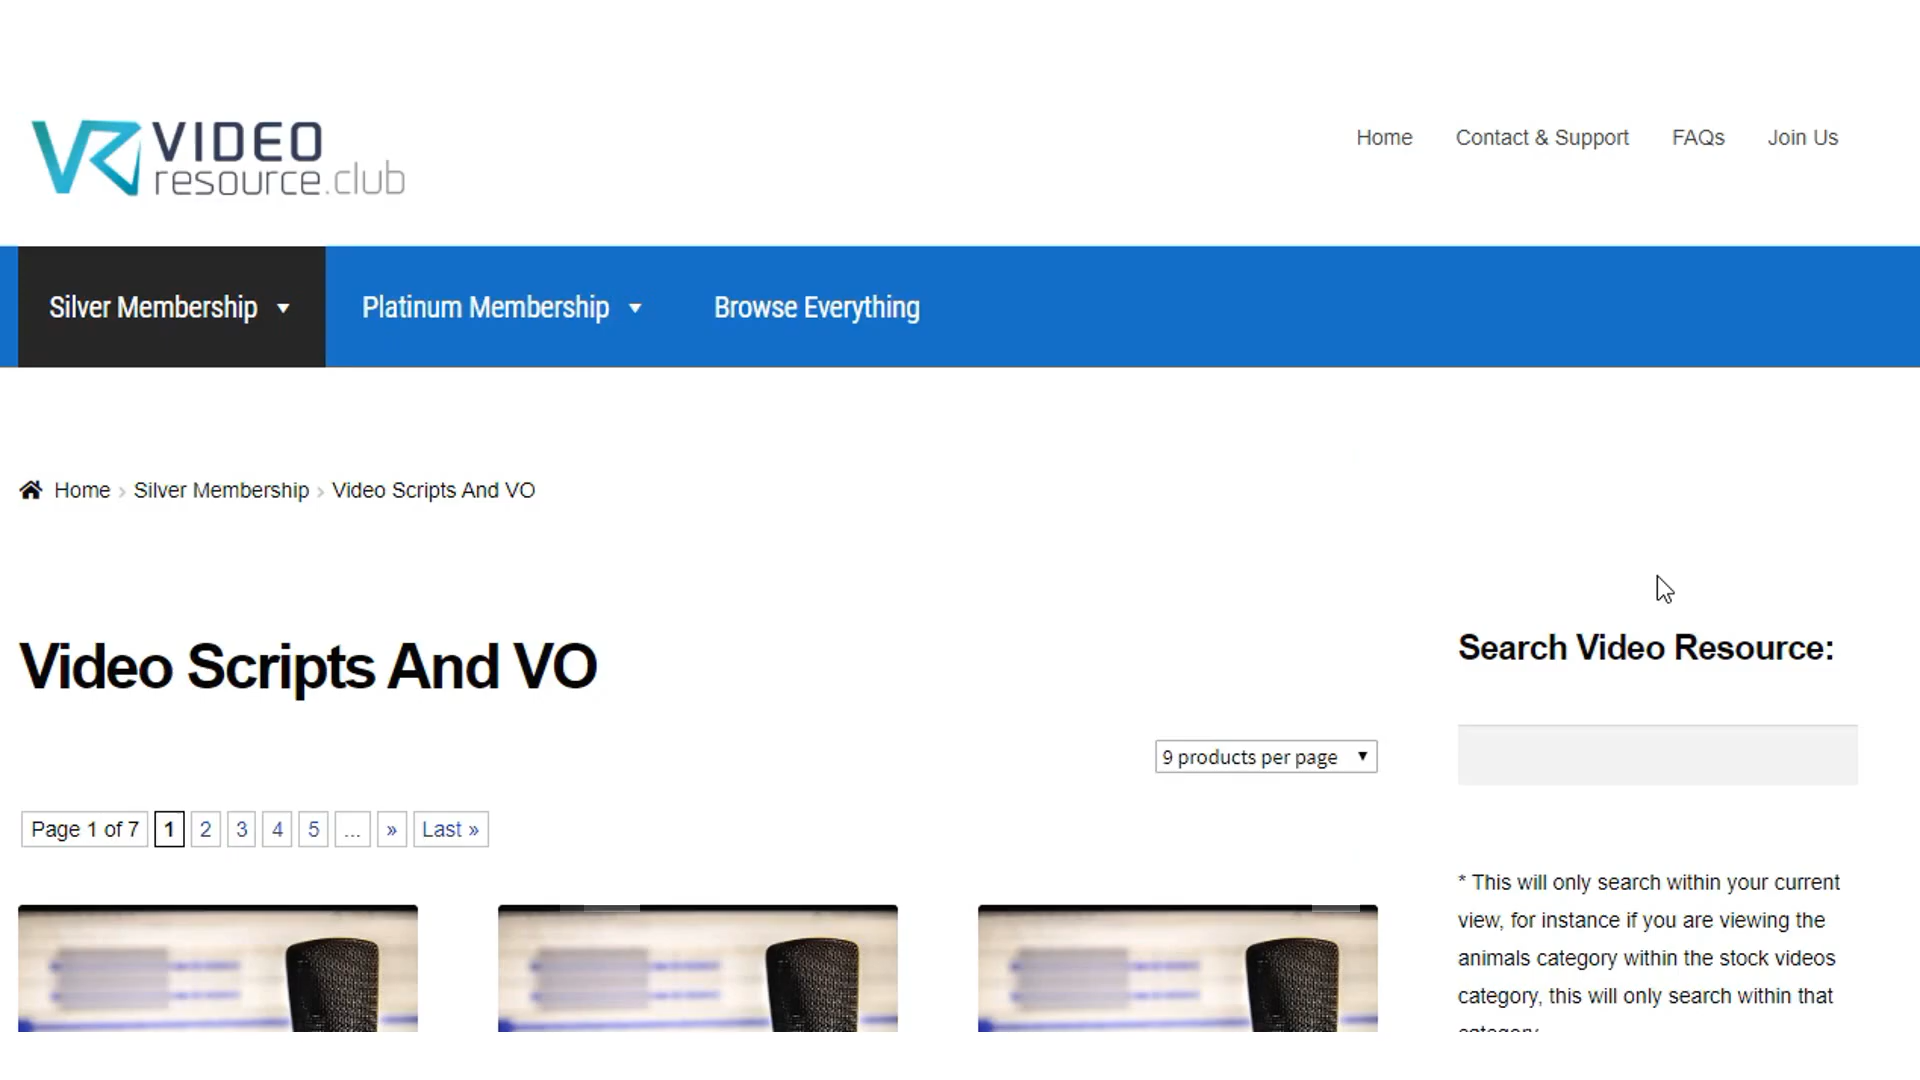 VIDEO
resource.club
Home Contact & Support FAQs Join Us
Silver Membership ▼ Platinum Membership ▼ Browse Everything
Home › Silver Membership › Video Scripts And VO
Video Scripts And VO
Search Video Resource:
9 products per page ▼
Page 1 of 7 1 2 3 4 5 ... » Last »
* This will only search within your current
view, for instance if you are viewing the
animals category within the stock videos
category, this will only search within that
category